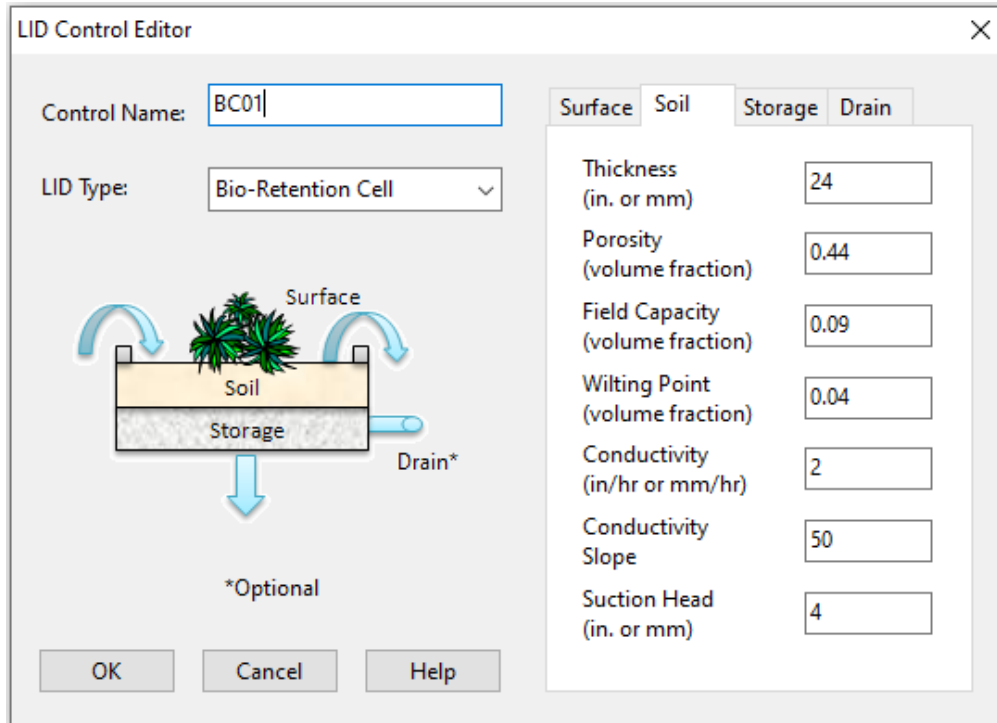 LID Control Editor
Control Name:
BC01
LID Type:
Bio-Retention Cell
Surface
Soil
Storage
Drain*
*Optional
OK
Cancel
Help
Surface Soil Storage Drain
Thickness
(in. or mm)
24
Porosity
(volume fraction)
0.44
Field Capacity
(volume fraction)
0.09
Wilting Point
(volume fraction)
0.04
Conductivity
(in/hr or mm/hr)
2
Conductivity
Slope
50
Suction Head
(in. or mm)
4